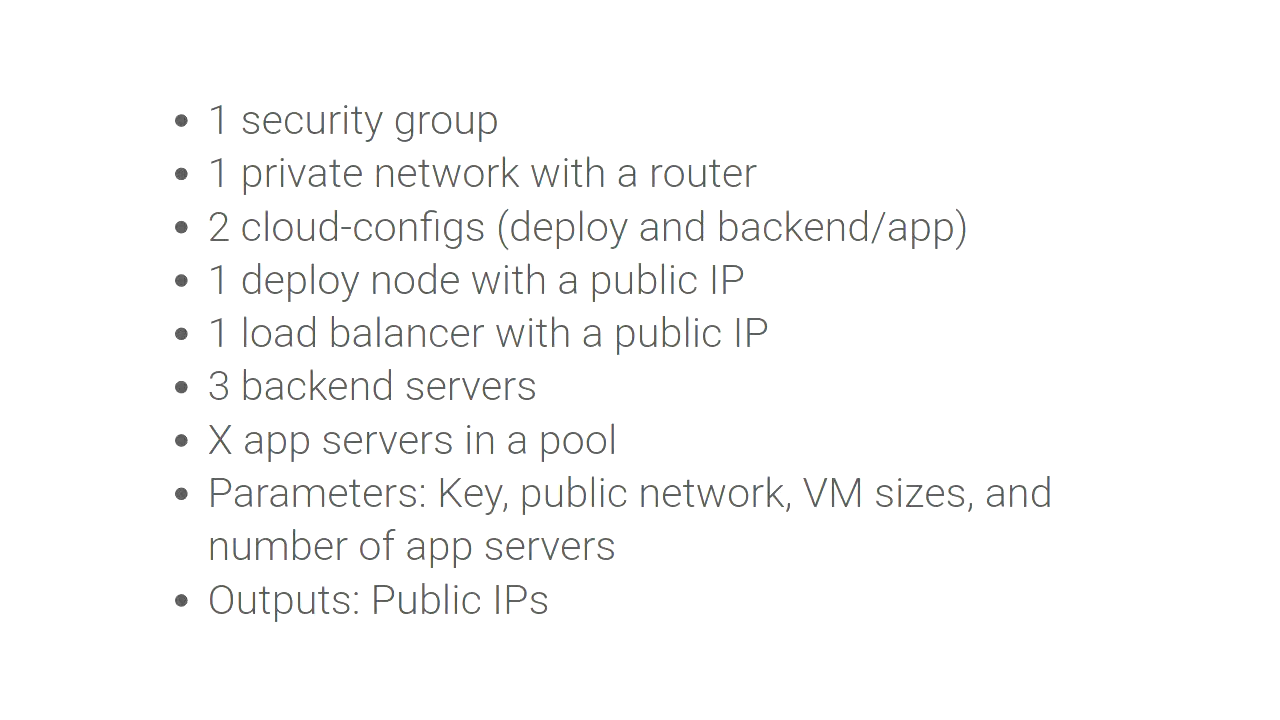 • 1 security group
• 1 private network with a router
• 2 cloud-configs (deploy and backend/app)
• 1 deploy node with a public IP
• 1 load balancer with a public IP
• 3 backend servers
• X app servers in a pool
• Parameters: Key, public network, VM sizes, and
number of app servers
• Outputs: Public IPs